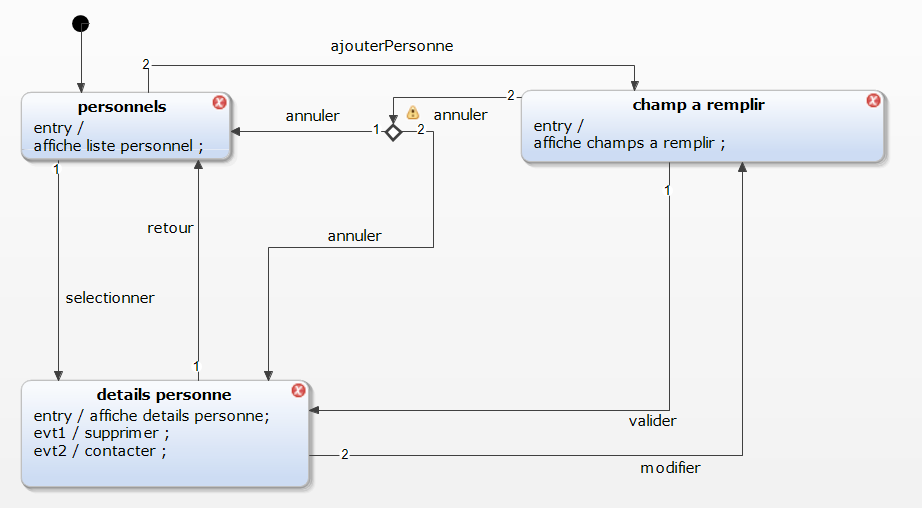 ajouterPersonne
2
personnels
entry /
affiche liste personnel ;
1
annuler
1
2
annuler
2
champ a remplir
entry /
affiche champs a remplir ;
1
retour
annuler
selectionner
1
details personne
entry / affiche details personne;
evt1 / supprimer ;
evt2 / contacter ;
valider
2
modifier